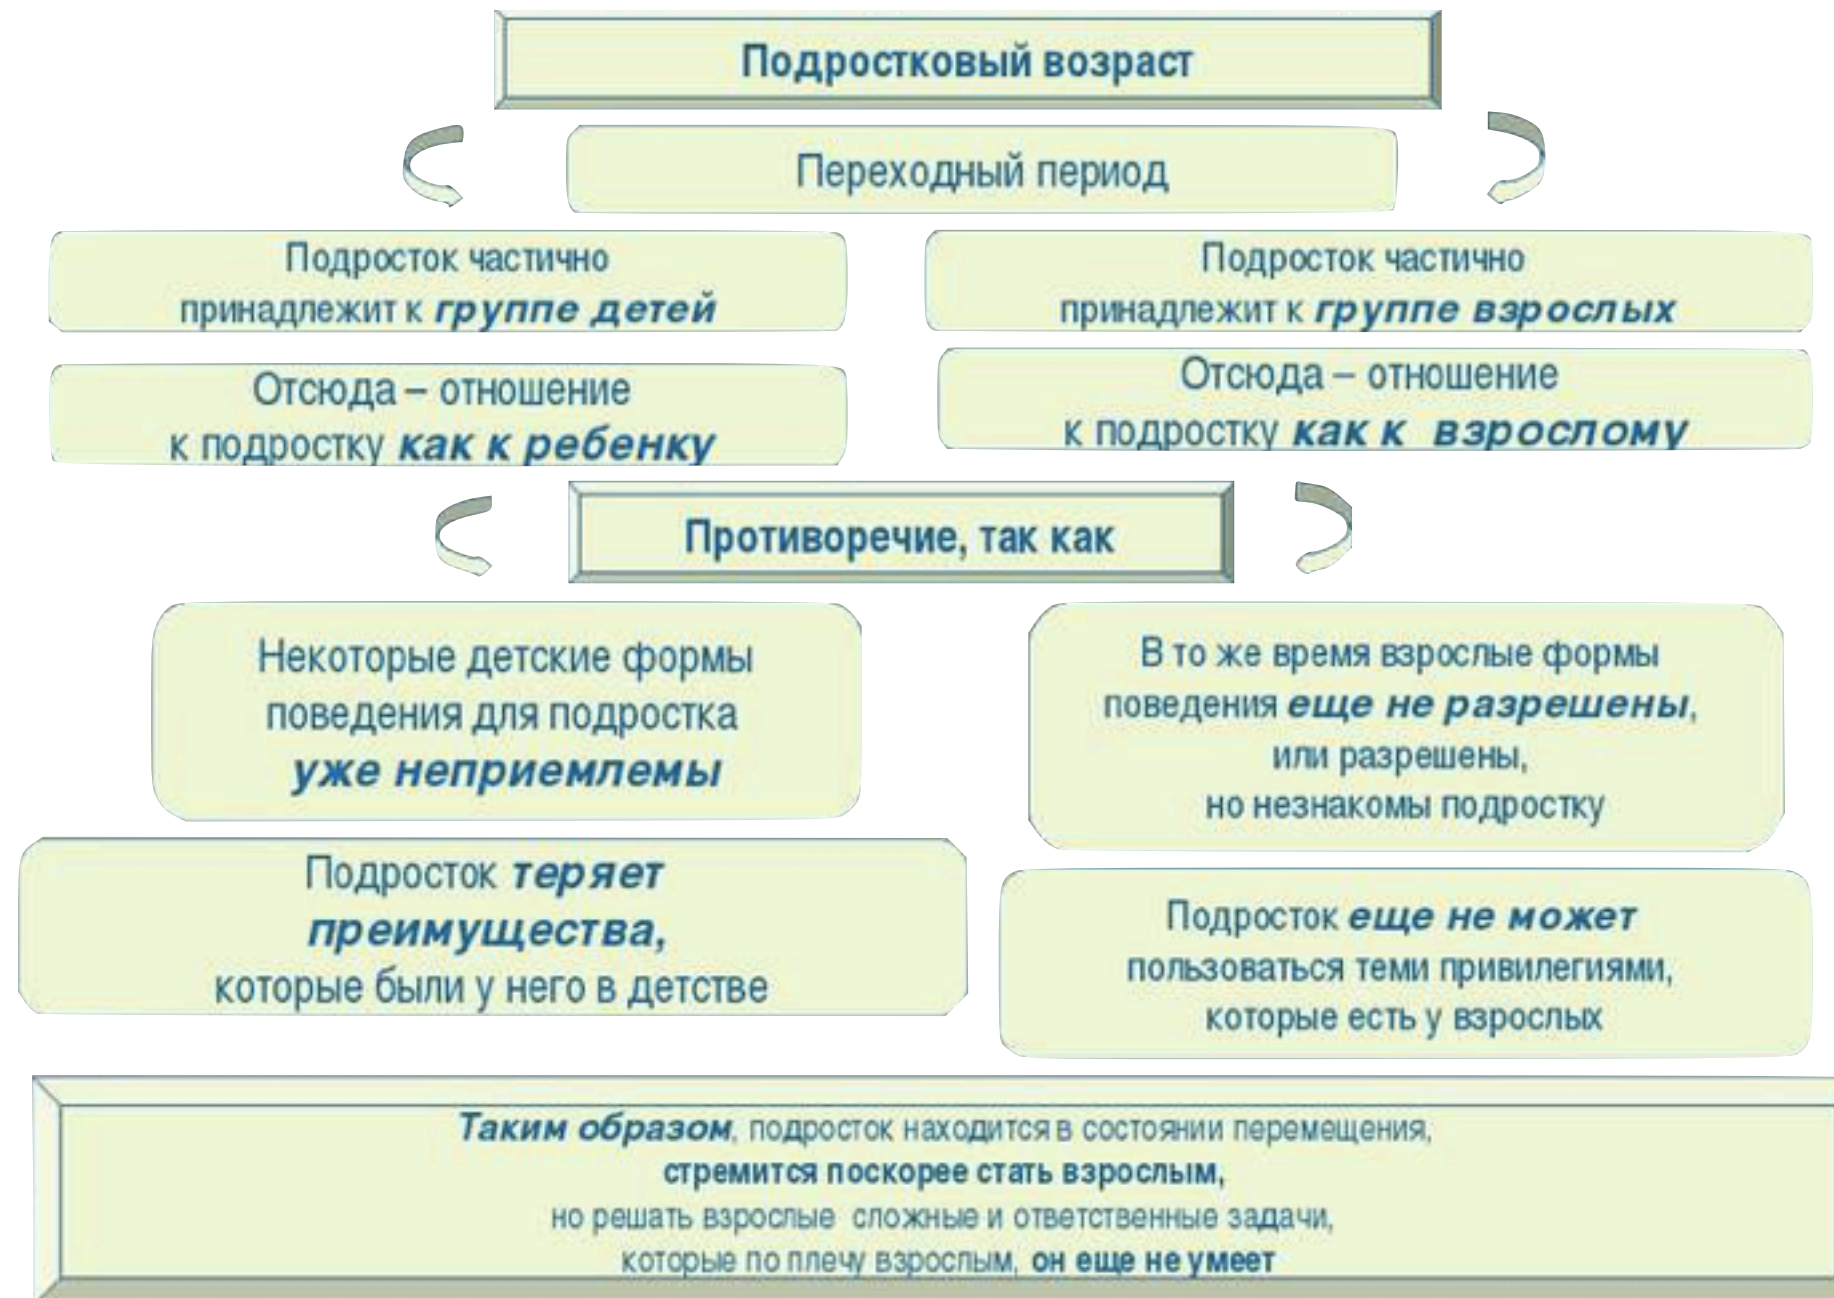 Подростковый возраст
Переходный период
Подросток частично
принадлежит к группе детей
Подросток частично
принадлежит к группе взрослых
Отсюда – отношение
к подростку как к ребенку
Отсюда – отношение
к подростку как к взрослому
Противоречие, так как
Некоторые детские формы
поведения для подростка
уже неприемлемы
В то же время взрослые формы
поведения еще не разрешены,
или разрешены,
но незнакомы подростку
Подросток теряет
преимущества,
которые были у него в детстве
Подросток еще не может
пользоваться теми привилегиями,
которые есть у взрослых
Таким образом, подросток находится в состоянии перемещения,
стремится поскорее стать взрослым,
но решать взрослые сложные и ответственные задачи,
которые по плечу взрослым, он еще не умеет